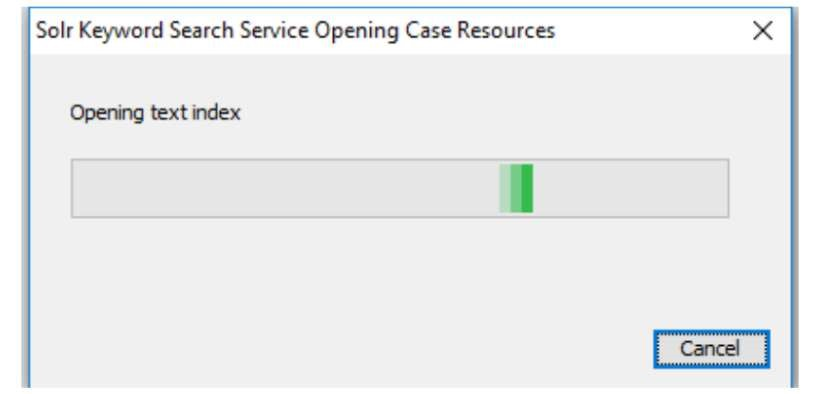 Solr Keyword Search Service Opening Case Resources
Opening text index
Cancel